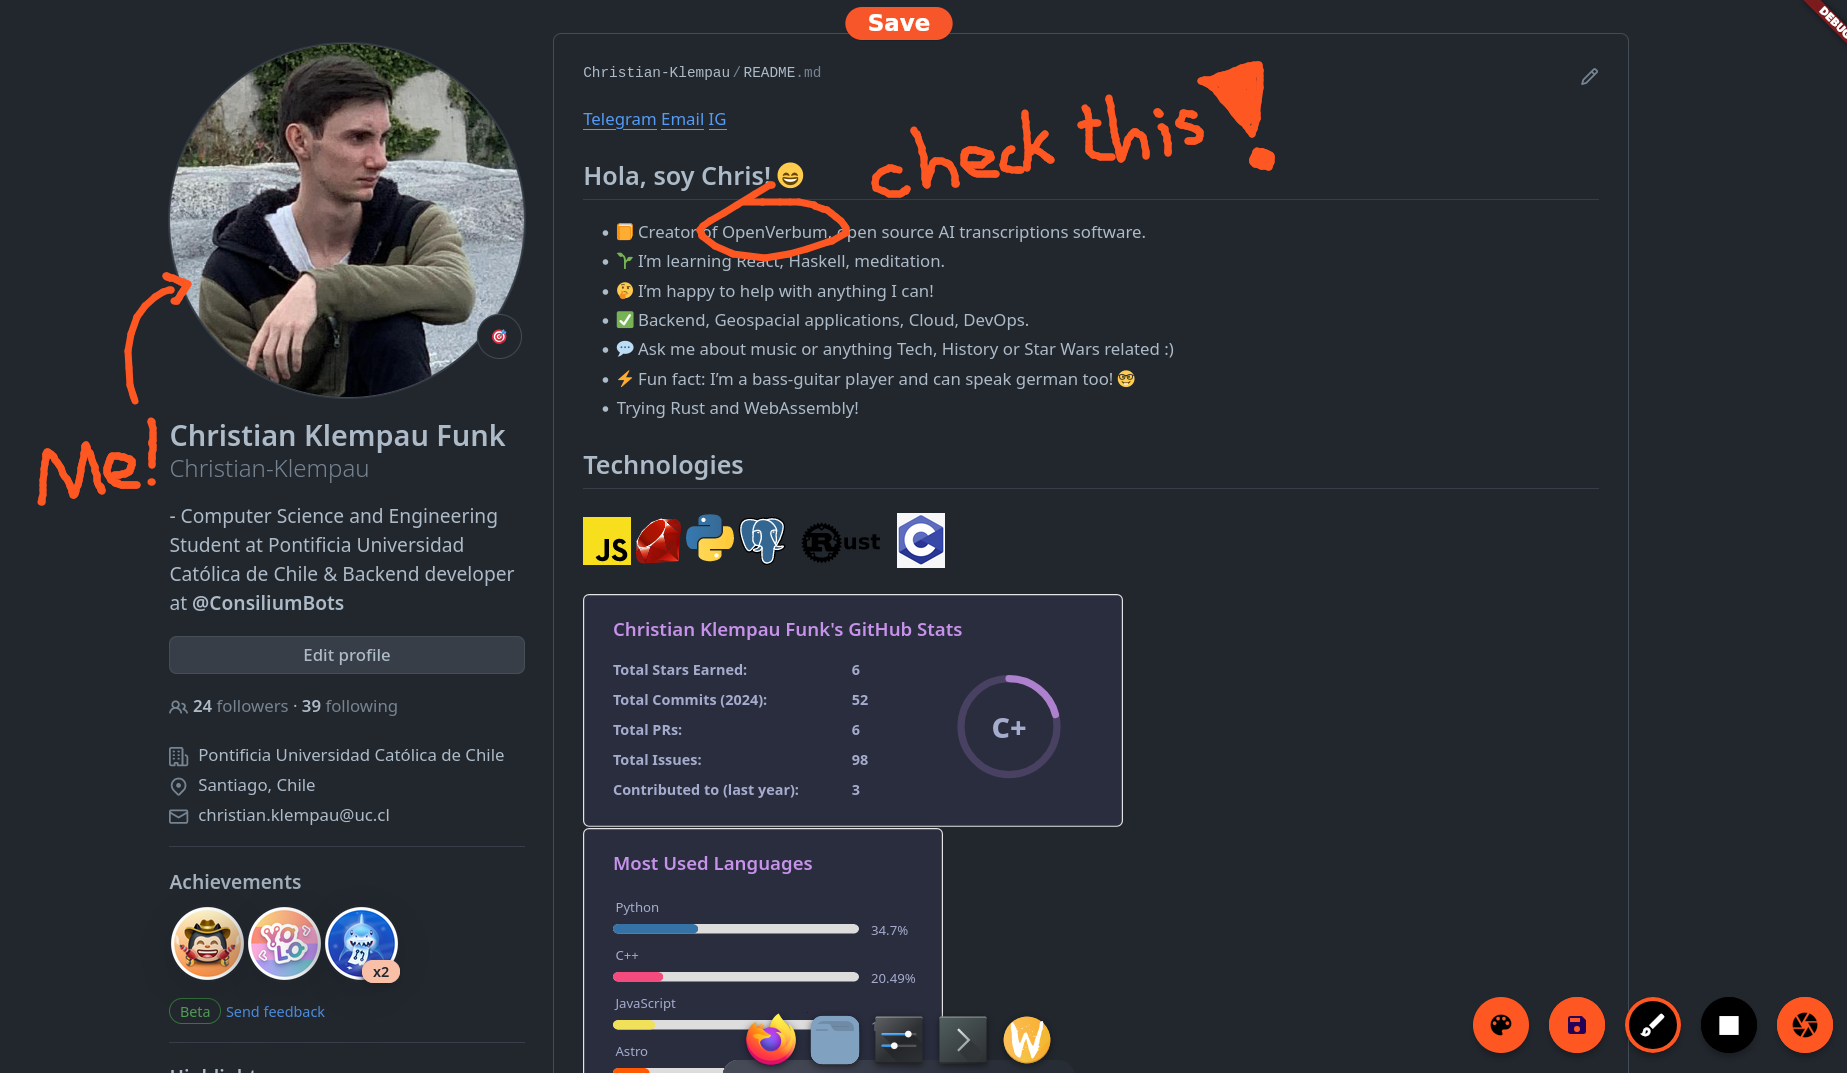 Save
DEBUG
Christian-Klempau/README.md
Telegram Email IG
check this!
Hola, soy Chris! 😄
• 📙 Creator of OpenVerbum, open source AI transcriptions software.
• 🌱 I'm learning React, Haskell, meditation.
• 🤔 I'm happy to help with anything I can!
• ✅ Backend, Geospacial applications, Cloud, DevOps.
• 💬 Ask me about music or anything Tech, History or Star Wars related :)
• ⚡ Fun fact: I'm a bass-guitar player and can speak german too! 🤓
• Trying Rust and WebAssembly!
Me!
Christian Klempau Funk
Christian-Klempau
- Computer Science and Engineering
Student at Pontificia Universidad
Católica de Chile & Backend developer
at @ConsiliumBots
Edit profile
24 followers · 39 following
Pontificia Universidad Católica de Chile
Santiago, Chile
christian.klempau@uc.cl
Achievements
YOLO
x2
Beta Send feedback
Technologies
JS
Rust
C
Christian Klempau Funk's GitHub Stats
Total Stars Earned: 6
Total Commits (2024): 52
Total PRs: 6
Total Issues: 98
Contributed to (last year): 3
C+
Most Used Languages
Python
34.7%
C++
20.49%
JavaScript
Astro
W